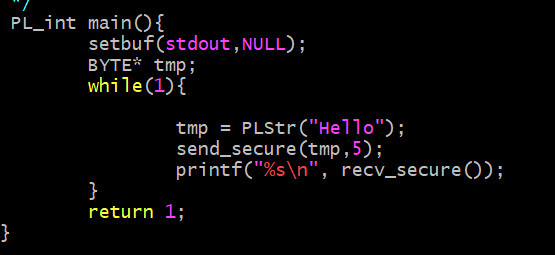 */
PL_int main(){
setbuf(stdout,NULL);
BYTE* tmp;
while(1){
tmp = PLStr("Hello");
send_secure(tmp,5);
printf("%s\n", recv_secure());
}
return 1;
}